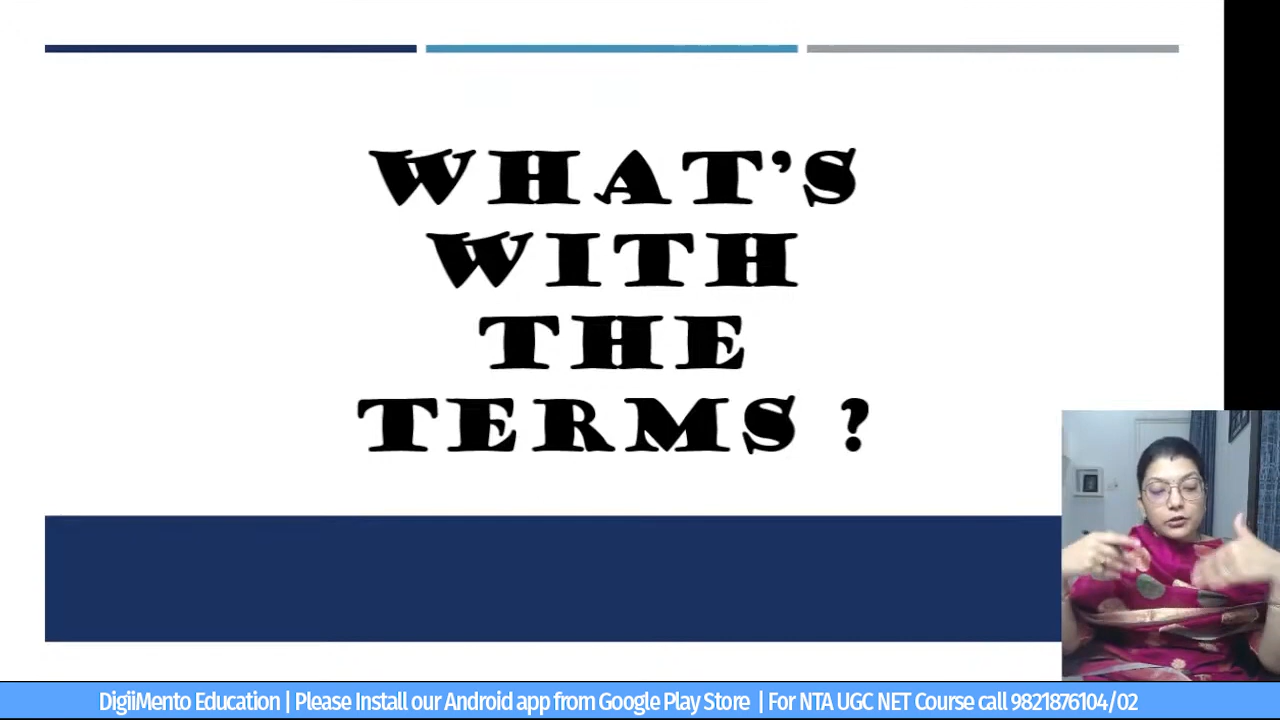 WHAT'S
WITH
THE
TERMS ?
DigiiMento Education | Please Install our Android app from Google Play Store | For NTA UGC NET Course call 9821876104/02